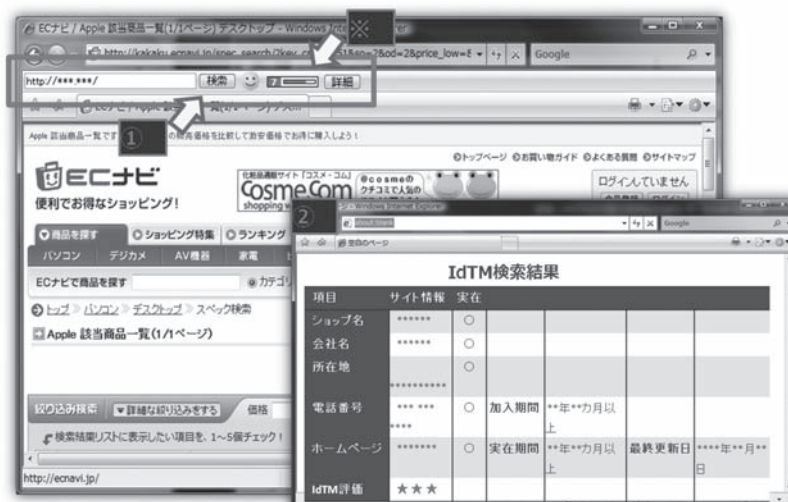 ECナビ / Apple 該当商品一覧(1/1ページ) デスクトップ - Windows Internet Explorer
※
http://kakaku.ecnavi.jp/spec_search/?key
Google
http://***.***/ 検索 7 詳細
①
ECナビ / Apple
Apple 該当商品一覧です
の販売価格を比較して激安価格でお得に購入しよう!
トップページ お買い物ガイド よくある質問 サイトマップ
ECナビ
便利でお得なショッピング!
化粧品通販サイト「コスメ・コム」
Cosme.Com
shopping
@cosmeの
クチコミで人気の
ログインしていません
②
Windows Internet Explorer
about:blank
Google
空白のページ
商品を探す ショッピング特集 ランキング
パソコン デジカメ AV機器 家電
ECナビで商品を探す カテゴリ
トップ » パソコン » デスクトップ » スペック検索
Apple 該当商品一覧(1/1ページ)
絞り込み検索 ▼詳細な絞り込みをする 価格
検索結果リストに表示したい項目を、1~5個チェック!
http://ecnavi.jp/
IdTM検索結果
項目 サイト情報 実在
ショップ名 ****** ○
会社名 ****** ○
所在地 ○
**********
電話番号 *** *** ○ 加入期間 **年**カ月以
**** 上
ホームページ ******* ○ 実在期間 **年**カ月以 最終更新日 ****年**月**
上 日
IdTM評価 ★★★